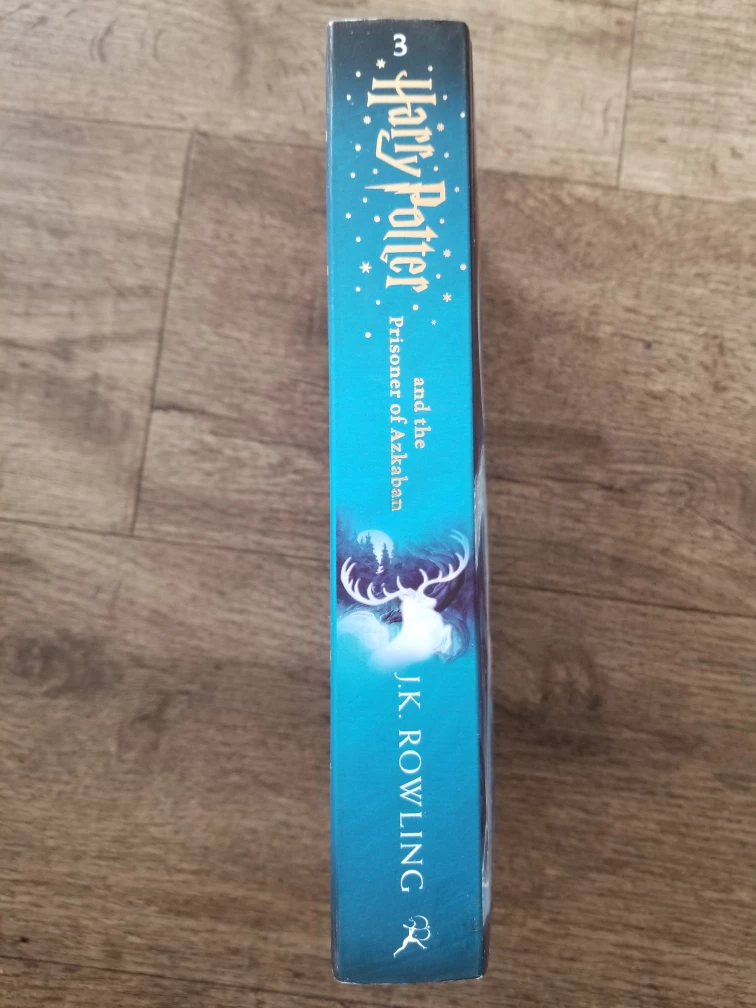 3
Harry Potter
and the
Prisoner of Azkaban
J.K. ROWLING